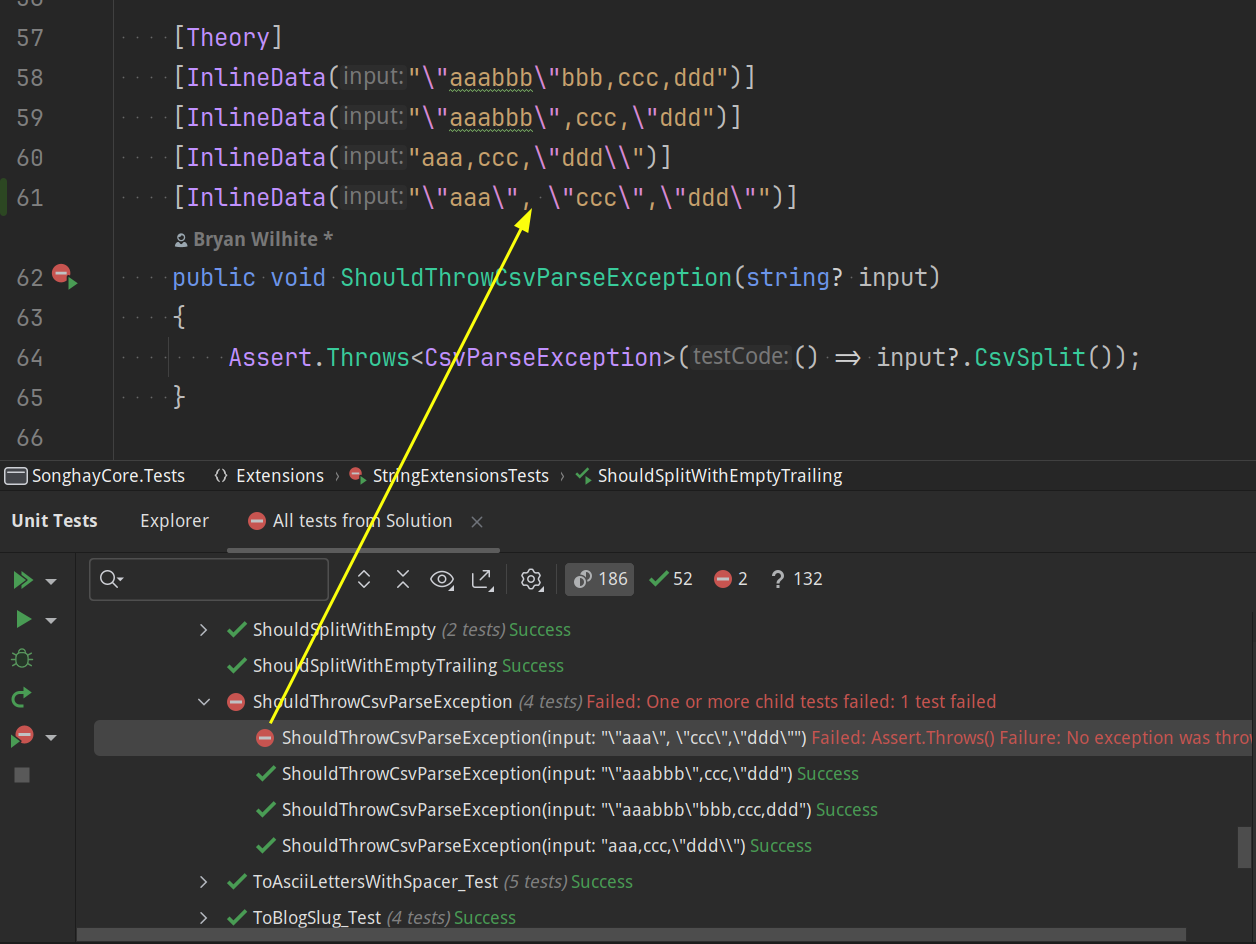 57 [Theory]
58 [InlineData(input:"\"aaabbb\"bbb,ccc,ddd")]
59 [InlineData(input:"\"aaabbb\",ccc,\"ddd")]
60 [InlineData(input:"aaa,ccc,\"ddd\\")]
61 [InlineData(input:"\"aaa\", \"ccc\",\"ddd\"")]
Bryan Wilhite *
62 public void ShouldThrowCsvParseException(string? input)
63 {
64 Assert.Throws<CsvParseException>(testCode:() => input?.CsvSplit());
65 }
66
SonghayCore.Tests <> Extensions › StringExtensionsTests › ShouldSplitWithEmptyTrailing
Unit Tests Explorer All tests from Solution ×
186 52 2 ? 132
ShouldSplitWithEmpty (2 tests) Success
ShouldSplitWithEmptyTrailing Success
ShouldThrowCsvParseException (4 tests) Failed: One or more child tests failed: 1 test failed
ShouldThrowCsvParseException(input: "\"aaa\", \"ccc\",\"ddd\"") Failed: Assert.Throws() Failure: No exception was
ShouldThrowCsvParseException(input: "\"aaabbb\",ccc,\"ddd") Success
ShouldThrowCsvParseException(input: "\"aaabbb\"bbb,ccc,ddd") Success
ShouldThrowCsvParseException(input: "aaa,ccc,\"ddd\\") Success
ToAsciiLettersWithSpacer_Test (5 tests) Success
ToBlogSlug_Test (4 tests) Success